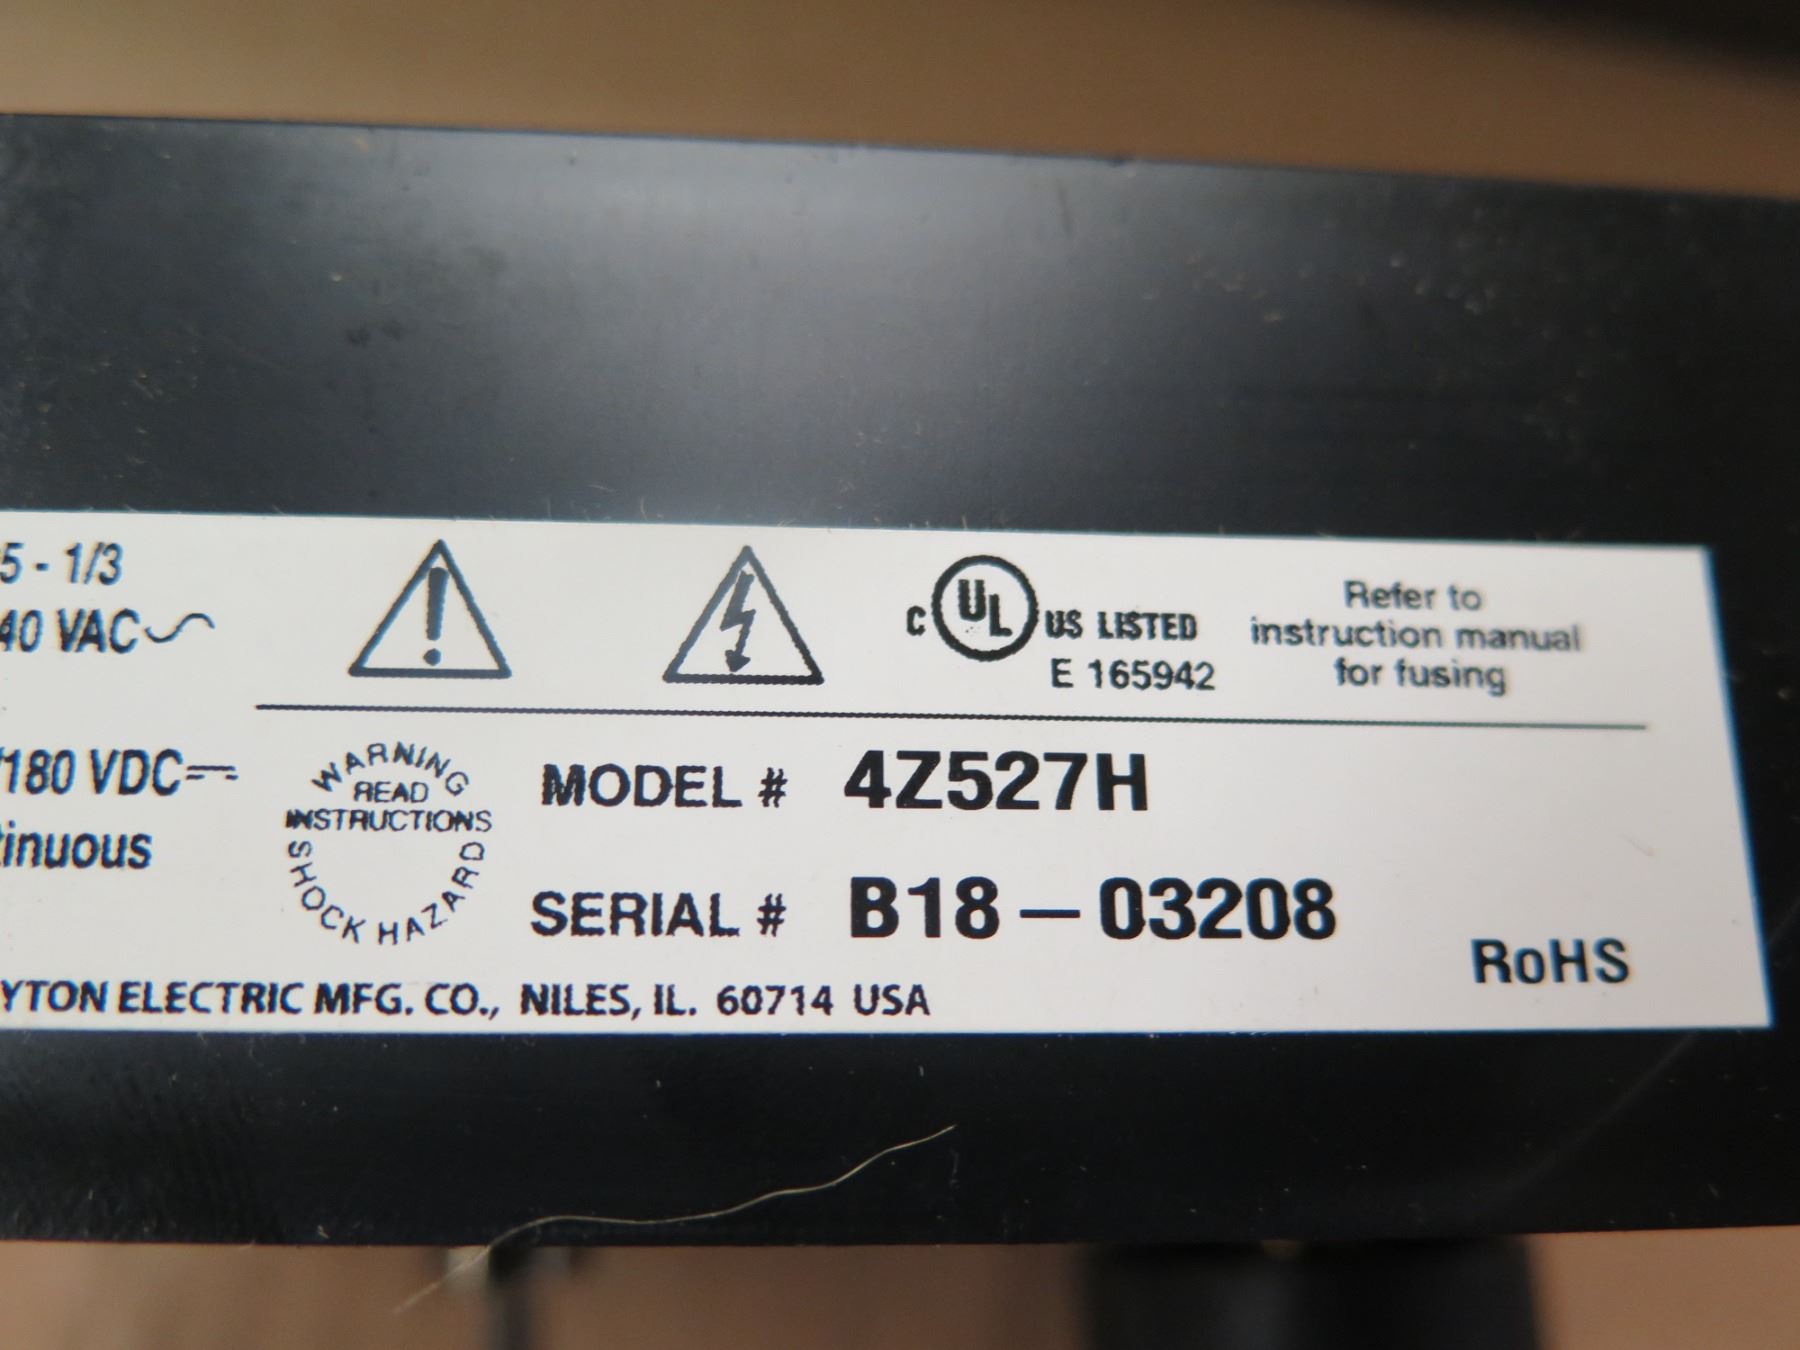 5 - 1/3
40 VAC
c UL US LISTED
E 165942
Refer to
instruction manual
for fusing
180 VDC
inuous
WARNING
READ
INSTRUCTIONS
SHOCK HAZARD
MODEL # 4Z527H
SERIAL # B18 – 03208
RoHS
YTON ELECTRIC MFG. CO., NILES, IL. 60714 USA